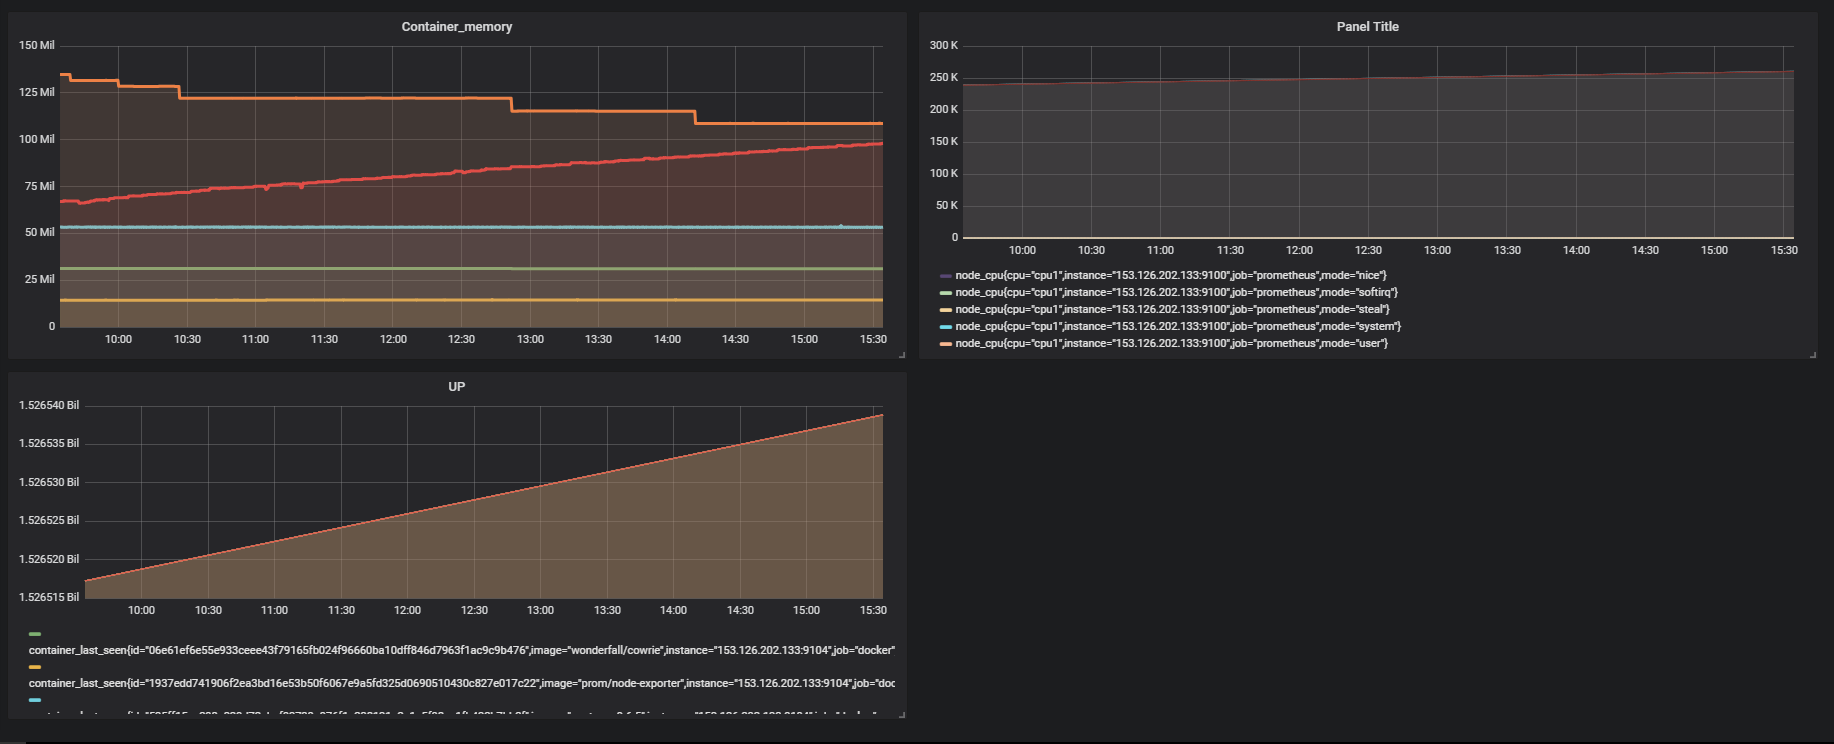 Container_memory
150 Mil
125 Mil
100 Mil
75 Mil
50 Mil
25 Mil
0
10:00 10:30 11:00 11:30 12:00 12:30 13:00 13:30 14:00 14:30 15:00 15:30
Panel Title
300 K
250 K
200 K
150 K
100 K
50 K
0
10:00 10:30 11:00 11:30 12:00 12:30 13:00 13:30 14:00 14:30 15:00 15:30
node_cpu{cpu="cpu1",instance="153.126.202.133:9100",job="prometheus",mode="nice"}
node_cpu{cpu="cpu1",instance="153.126.202.133:9100",job="prometheus",mode="softirq"}
node_cpu{cpu="cpu1",instance="153.126.202.133:9100",job="prometheus",mode="steal"}
node_cpu{cpu="cpu1",instance="153.126.202.133:9100",job="prometheus",mode="system"}
node_cpu{cpu="cpu1",instance="153.126.202.133:9100",job="prometheus",mode="user"}
UP
1.526540 Bil
1.526535 Bil
1.526530 Bil
1.526525 Bil
1.526520 Bil
1.526515 Bil
10:00 10:30 11:00 11:30 12:00 12:30 13:00 13:30 14:00 14:30 15:00 15:30
container_last_seen{id="06e61ef6e55e933ceee43f79165fb024f96660ba10dff846d7963f1ac9c9b476",image="wonderfall/cowrie",instance="153.126.202.133:9104",job="docker"
container_last_seen{id="1937edd741906f2ea3bd16e53b50f6067e9a5fd325d0690510430c827e017c22",image="prom/node-exporter",instance="153.126.202.133:9104",job="doc